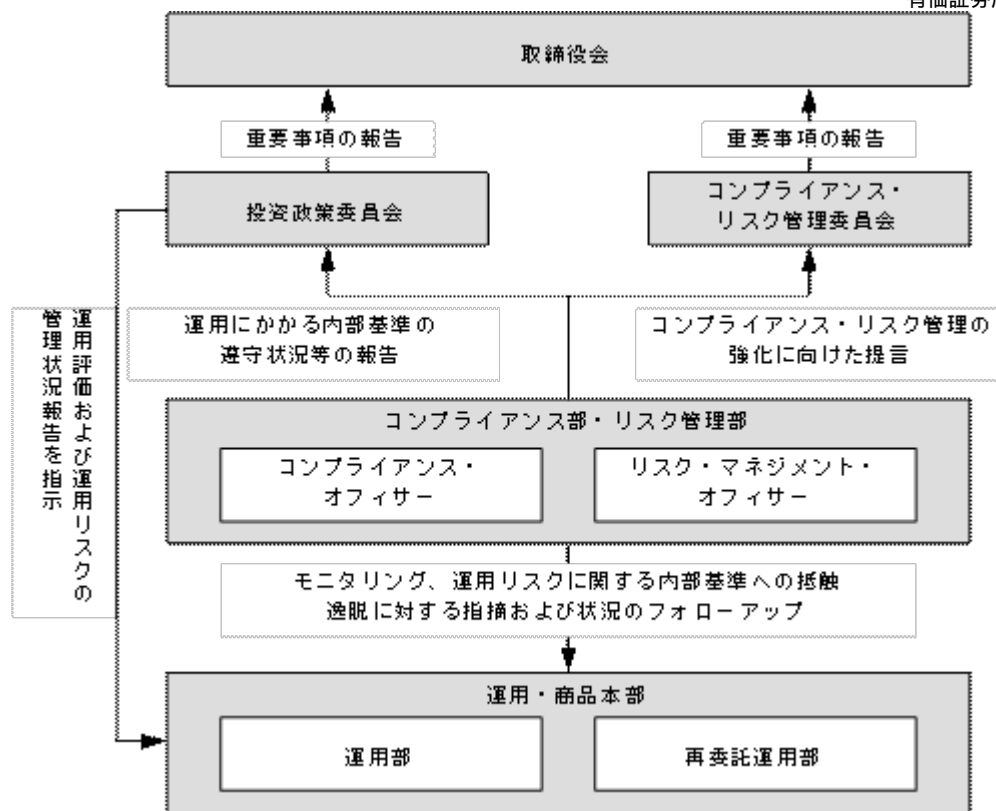 取締役会
重要事項の報告
重要事項の報告
投資政策委員会
コンプライアンス・
リスク管理委員会
運用評価および運用リスクの
管理状況報告を指示
運用にかかる内部基準の
遵守状況等の報告
コンプライアンス・リスク管理の
強化に向けた提言
コンプライアンス部・リスク管理部
コンプライアンス・
オフィサー
リスク・マネジメント・
オフィサー
モニタリング、運用リスクに関する内部基準への抵触
逸脱に対する指摘および状況のフォローアップ
運用・商品本部
運用部
再委託運用部